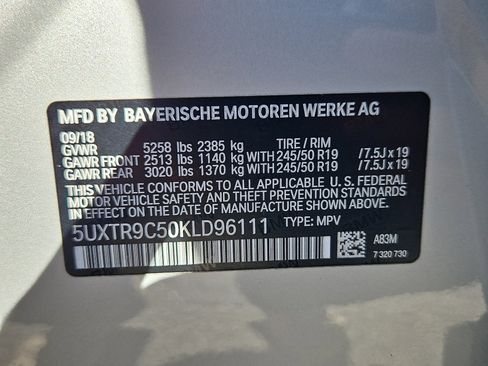 MFD BY BAYERISCHE MOTOREN WERKE AG
09/18
GVWR 5258 lbs 2385 kg TIRE / RIM
GAWR FRONT 2513 lbs 1140 kg WITH 245/50 R19 /7.5J x 19
GAWR REAR 3020 lbs 1370 kg WITH 245/50 R19 /7.5J x 19
THIS VEHICLE CONFORMS TO ALL APPLICABLE U.S. FEDERAL
MOTOR VEHICLE SAFETY AND THEFT PREVENTION STANDARDS
IN EFFECT ON THE DATE OF MANUFACTURE SHOWN ABOVE.
5UXTR9C50KLD96111 TYPE: MPV
A83M
7 320 730